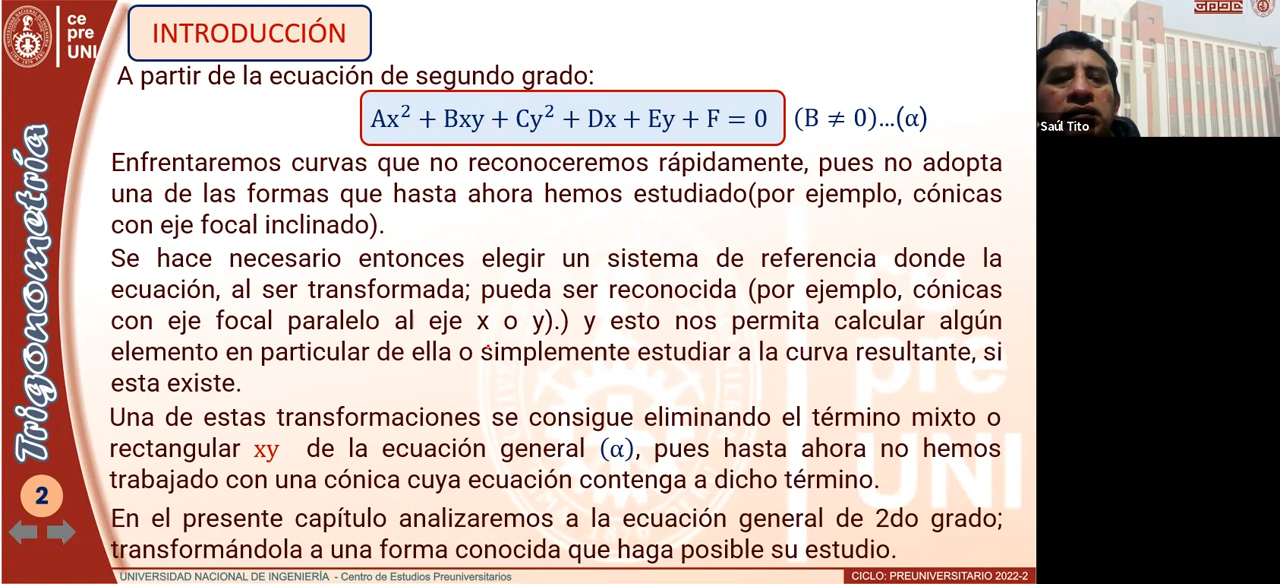 ce
pre
UNI
INTRODUCCIÓN
A partir de la ecuación de segundo grado:
Ax² + Bxy + Cy² + Dx + Ey + F = 0 (B ≠ 0)...(α)
Enfrentaremos curvas que no reconoceremos rápidamente, pues no adopta
una de las formas que hasta ahora hemos estudiado(por ejemplo, cónicas
con eje focal inclinado).
Se hace necesario entonces elegir un sistema de referencia donde la
ecuación, al ser transformada; pueda ser reconocida (por ejemplo, cónicas
con eje focal paralelo al eje x o y).) y esto nos permita calcular algún
elemento en particular de ella o simplemente estudiar a la curva resultante, si
esta existe.
Una de estas transformaciones se consigue eliminando el término mixto o
rectangular xy de la ecuación general (α), pues hasta ahora no hemos
trabajado con una cónica cuya ecuación contenga a dicho término.
En el presente capítulo analizaremos a la ecuación general de 2do grado;
transformándola a una forma conocida que haga posible su estudio.
Trigonometría
2
UNIVERSIDAD NACIONAL DE INGENIERÍA - Centro de Estudios Preuniversitarios
CICLO: PREUNIVERSITARIO 2022-2
Saúl Tito